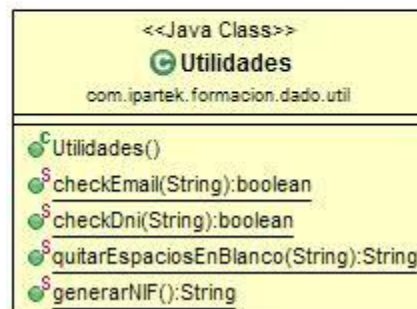 <<Java Class>>
Utilidades
com.ipartek.formacion.dado.util
Utilidades()
checkEmail(String):boolean
checkDni(String):boolean
quitarEspaciosEnBlanco(String):String
generarNIF():String